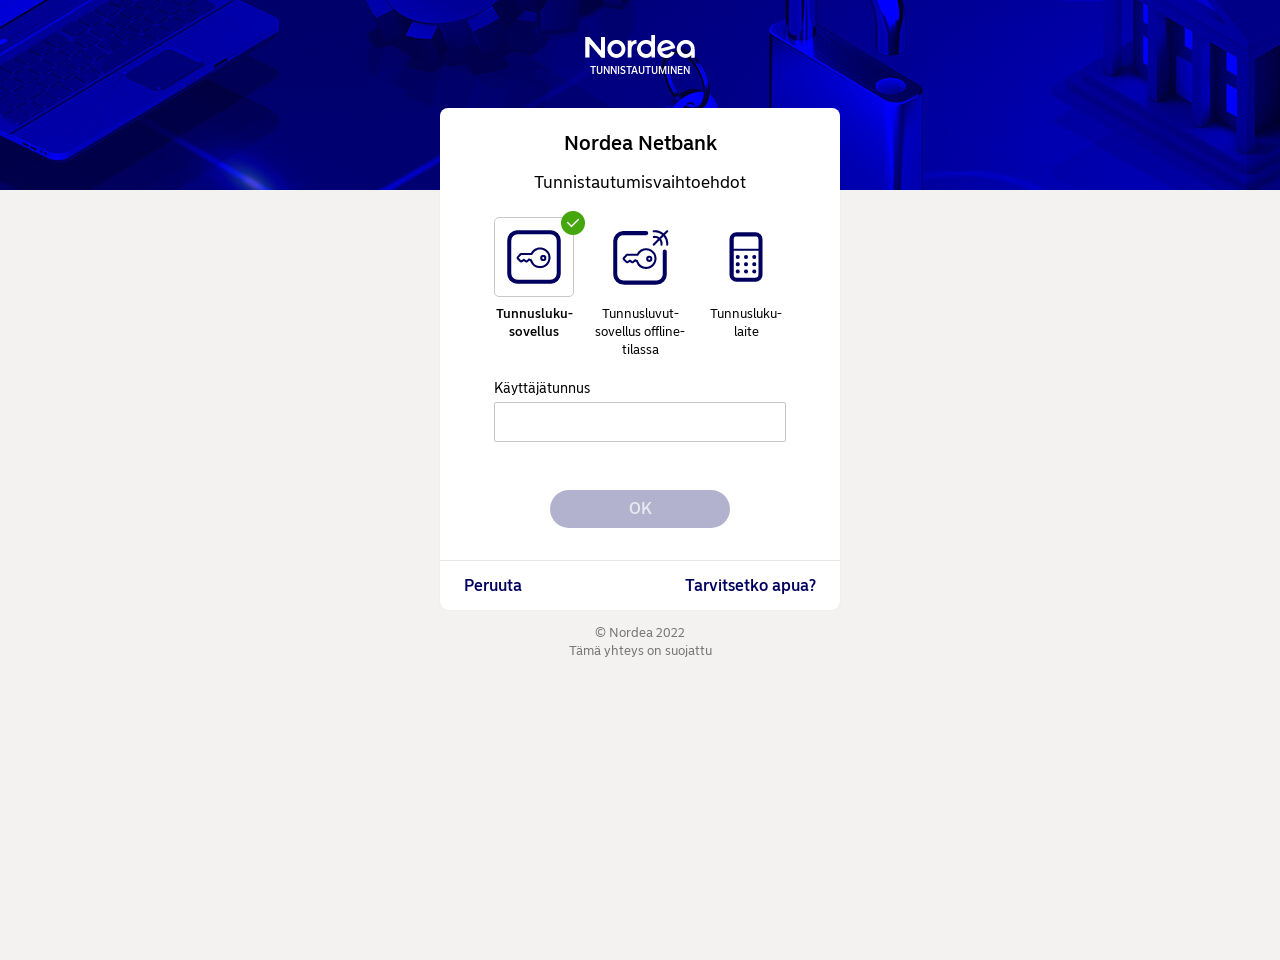 Nordea
TUNNISTAUTUMINEN
Nordea Netbank
Tunnistautumisvaihtoehdot
Tunnusluku-
sovellus
Tunnusluvut-
sovellus offline-
tilassa
Tunnusluku-
laite
Käyttäjätunnus
OK
Peruuta
Tarvitsetko apua?
© Nordea 2022
Tämä yhteys on suojattu